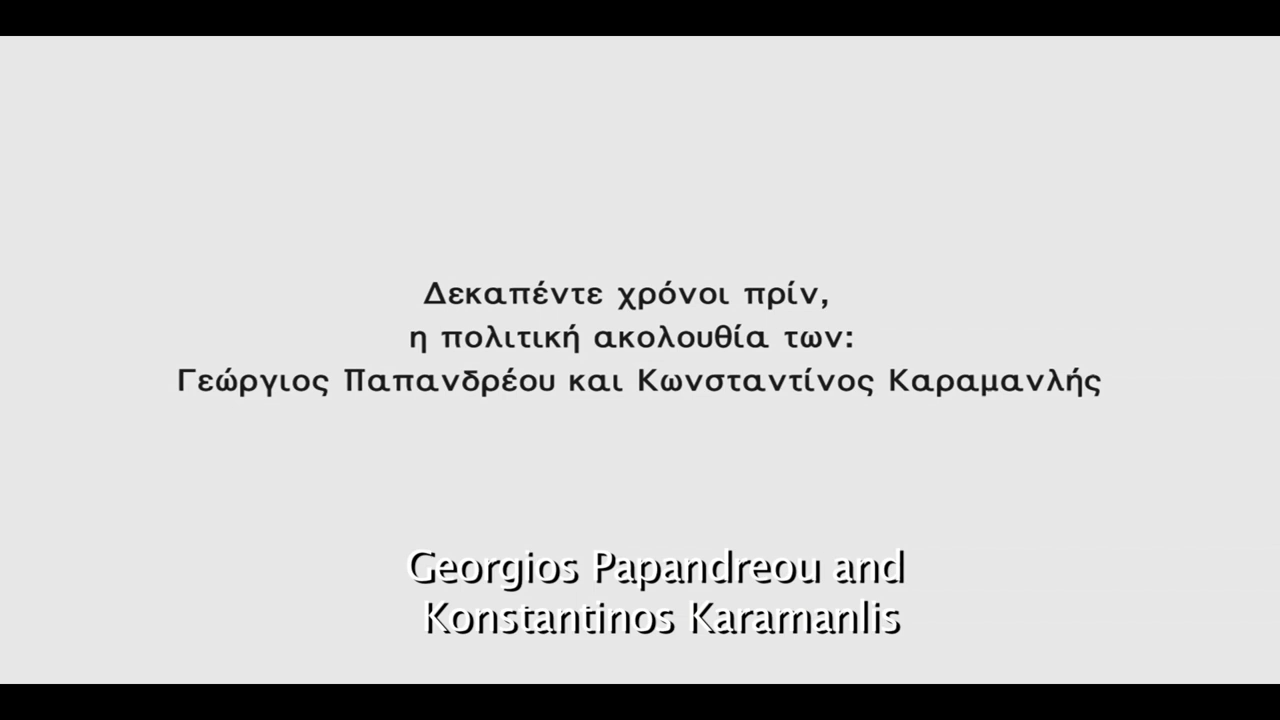 Δεκαπέντε χρόνοι πρίν,
η πολιτική ακολουθία των:
Γεώργιος Παπανδρέου και Κωνσταντίνος Καραμανλής
Georgios Papandreou and
Konstantinos Karamanlis